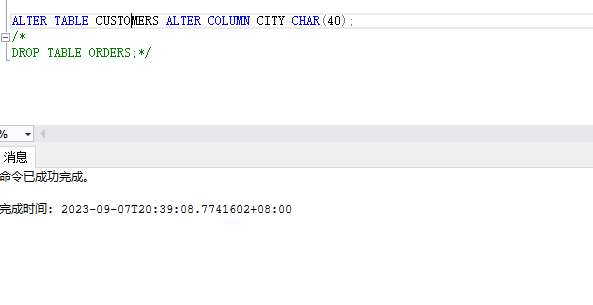 ALTER TABLE CUSTOMERS ALTER COLUMN CITY CHAR(40);
/*
DROP TABLE ORDERS;*/
%
消息
命令已成功完成。
完成时间: 2023-09-07T20:39:08.7741602+08:00